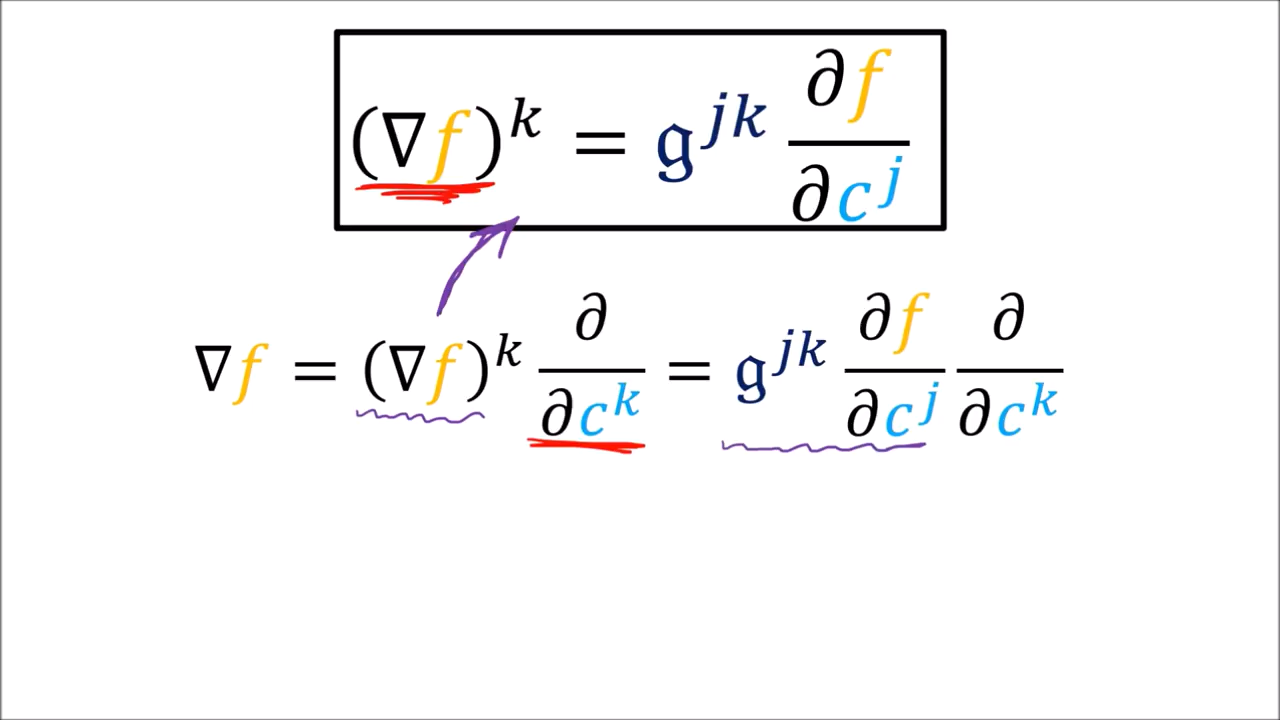 (∇f)^k = 𝔤^{jk} ∂f/∂c^j
∇f = (∇f)^k ∂/∂c^k = 𝔤^{jk} ∂f/∂c^j ∂/∂c^k